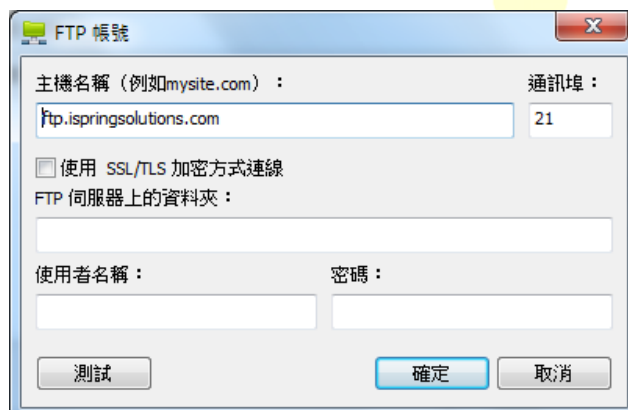 FTP 帳號
主機名稱（例如mysite.com）： 通訊埠：
ftp.ispringsolutions.com 21
使用 SSL/TLS 加密方式連線
FTP 伺服器上的資料夾：
使用者名稱： 密碼：
測試 確定 取消